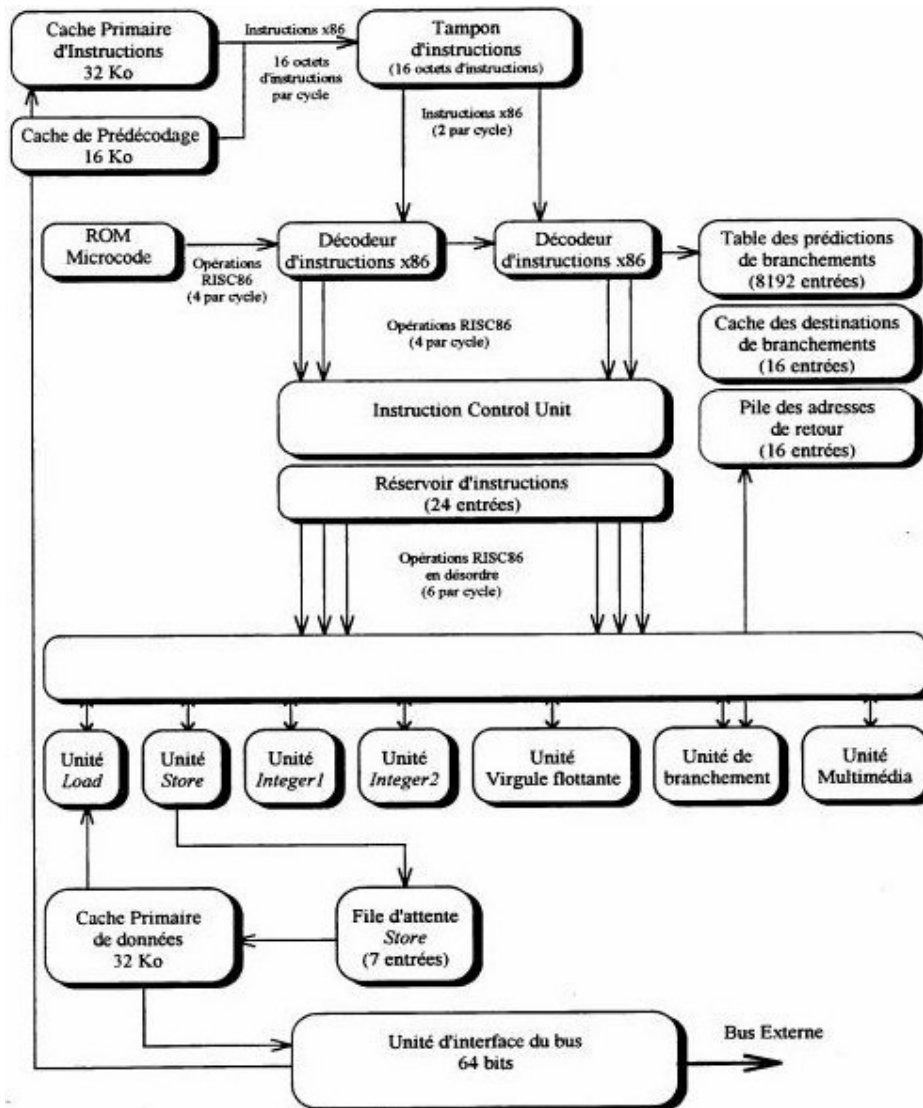 Cache Primaire
d'Instructions
32 Ko
Instructions x86
16 octets
d'instructions
par cycle
Tampon
d'instructions
(16 octets d'instructions)
Cache de Prédécodage
16 Ko
Instructions x86
(2 par cycle)
ROM
Microcode
Opérations
RISC86
(4 par cycle)
Décodeur
d'instructions x86
Décodeur
d'instructions x86
Table des prédictions
de branchements
(8192 entrées)
Opérations RISC86
(4 par cycle)
Cache des destinations
de branchements
(16 entrées)
Instruction Control Unit
Pile des adresses
de retour
(16 entrées)
Réservoir d'instructions
(24 entrées)
Opérations RISC86
en désordre
(6 par cycle)
Unité
Load
Unité
Store
Unité
Integer1
Unité
Integer2
Unité
Virgule flottante
Unité de
branchement
Unité
Multimédia
Cache Primaire
de données
32 Ko
File d'attente
Store
(7 entrées)
Unité d'interface du bus
64 bits
Bus Externe